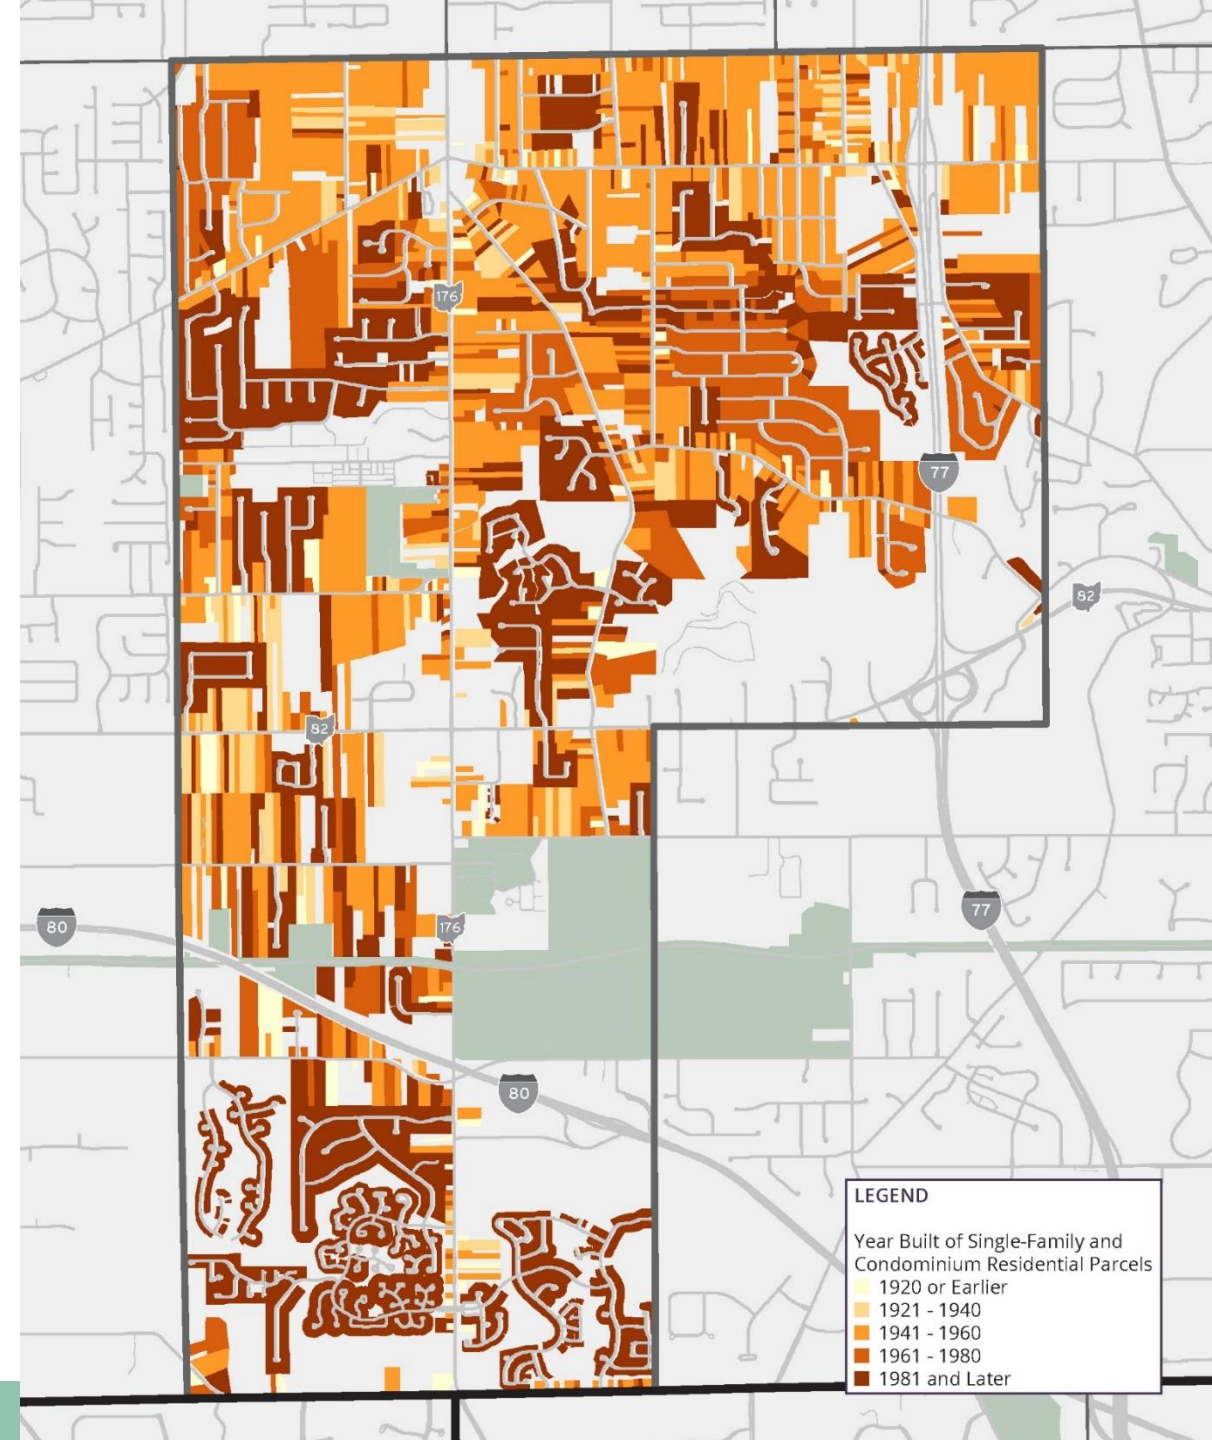 176
77
82
82
80
176
77
80
LEGEND
Year Built of Single-Family and
Condominium Residential Parcels
1920 or Earlier
1921 - 1940
1941 - 1960
1961 - 1980
1981 and Later